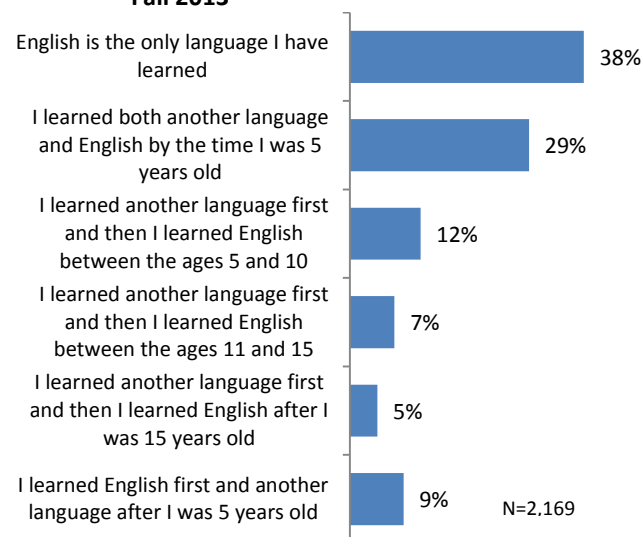 Fall 2015
English is the only language I have
learned
38%
I learned both another language
and English by the time I was 5
years old
29%
I learned another language first
and then I learned English
between the ages 5 and 10
12%
I learned another language first
and then I learned English
between the ages 11 and 15
7%
I learned another language first
and then I learned English after I
was 15 years old
5%
I learned English first and another
language after I was 5 years old
9%
N=2,169